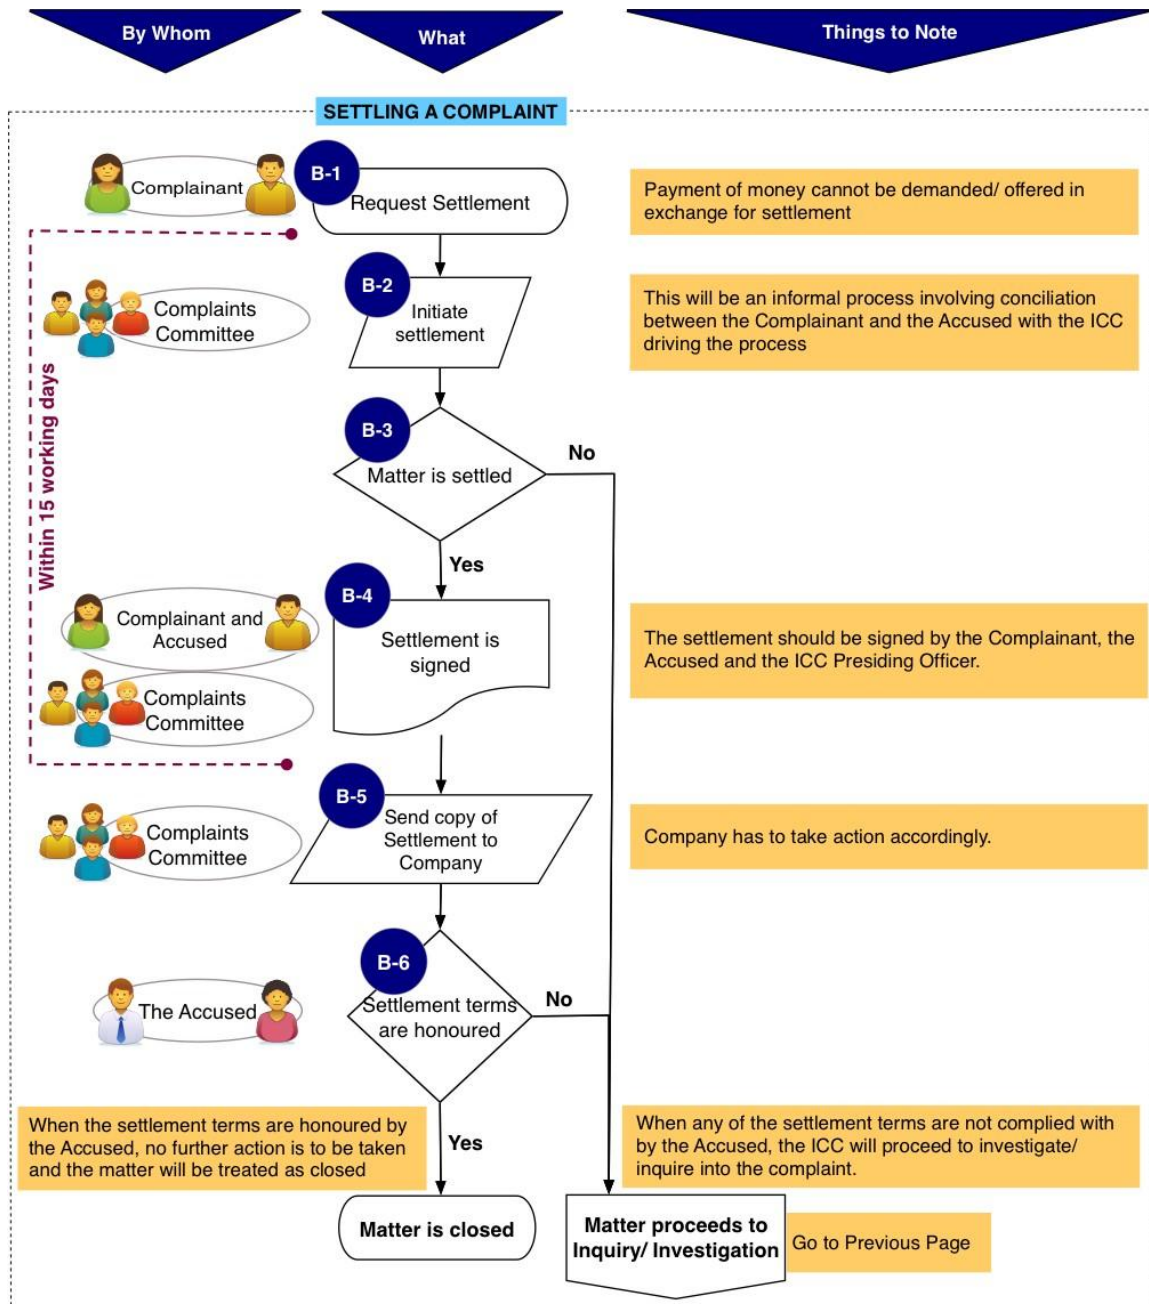 By Whom
What
Things to Note
SETTLING A COMPLAINT
Complainant
B-1
Request Settlement
Payment of money cannot be demanded/ offered in
exchange for settlement
Within 15 working days
Complaints
Committee
B-2
Initiate
settlement
This will be an informal process involving conciliation
between the Complainant and the Accused with the ICC
driving the process
B-3
Matter is settled
No
Yes
Complainant and
Accused
Complaints
Committee
B-4
Settlement is
signed
The settlement should be signed by the Complainant, the
Accused and the ICC Presiding Officer.
Complaints
Committee
B-5
Send copy of
Settlement to
Company
Company has to take action accordingly.
The Accused
B-6
Settlement terms
are honoured
No
When the settlement terms are honoured by
the Accused, no further action is to be taken
and the matter will be treated as closed
Yes
When any of the settlement terms are not complied with
by the Accused, the ICC will proceed to investigate/
inquire into the complaint.
Matter is closed
Matter proceeds to
Inquiry/ Investigation
Go to Previous Page